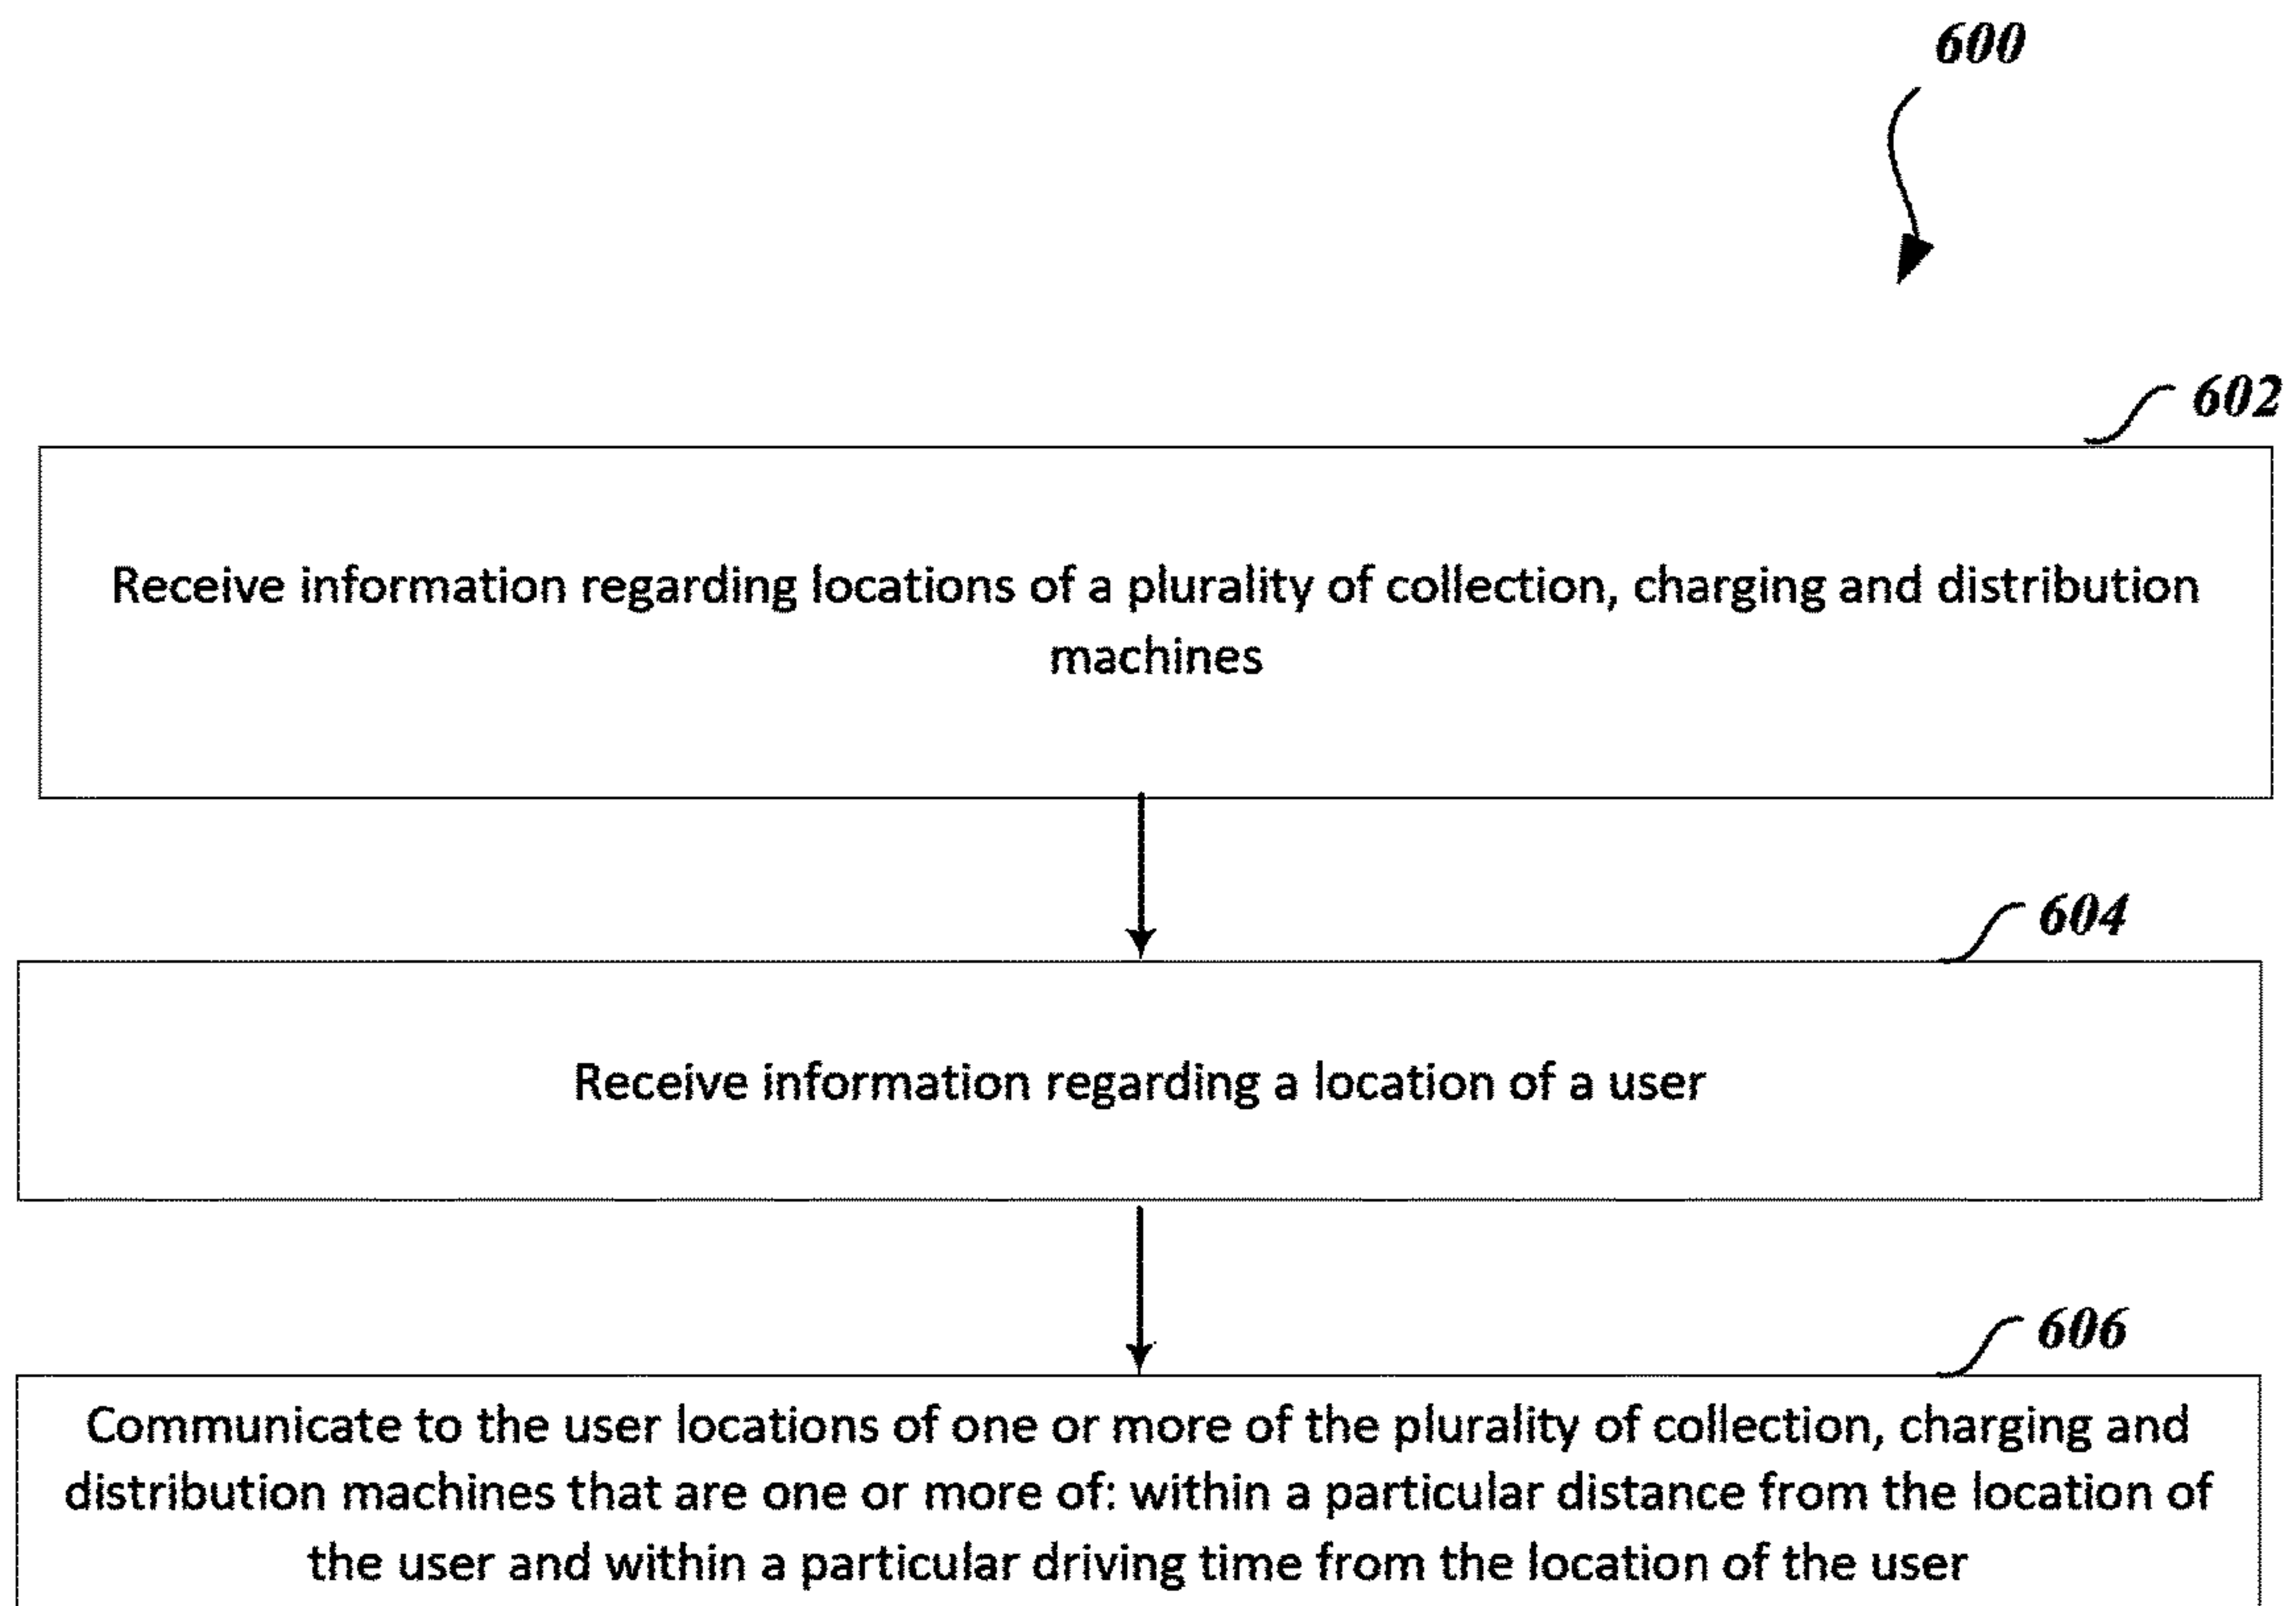 600
602
Receive information regarding locations of a plurality of collection, charging and distribution
machines
604
Receive information regarding a location of a user
606
Communicate to the user locations of one or more of the plurality of collection, charging and
distribution machines that are one or more of: within a particular distance from the location of
the user and within a particular driving time from the location of the user